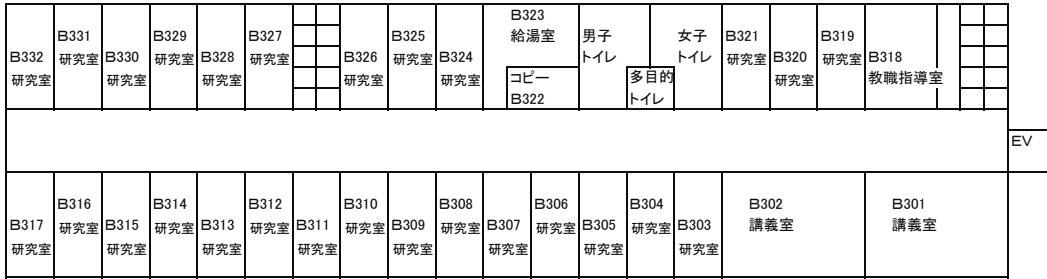 B332
研究室
B331
研究室
B330
研究室
B329
研究室
B328
研究室
B327
研究室
B326
研究室
B325
研究室
B324
研究室
B323
給湯室
コピー
B322
男子
トイレ
多目的
トイレ
女子
トイレ
B321
研究室
B320
研究室
B319
研究室
B318
教職指導室
EV
B317
研究室
B316
研究室
B315
研究室
B314
研究室
B313
研究室
B312
研究室
B311
研究室
B310
研究室
B309
研究室
B308
研究室
B307
研究室
B306
研究室
B305
研究室
B304
研究室
B303
研究室
B302
講義室
B301
講義室